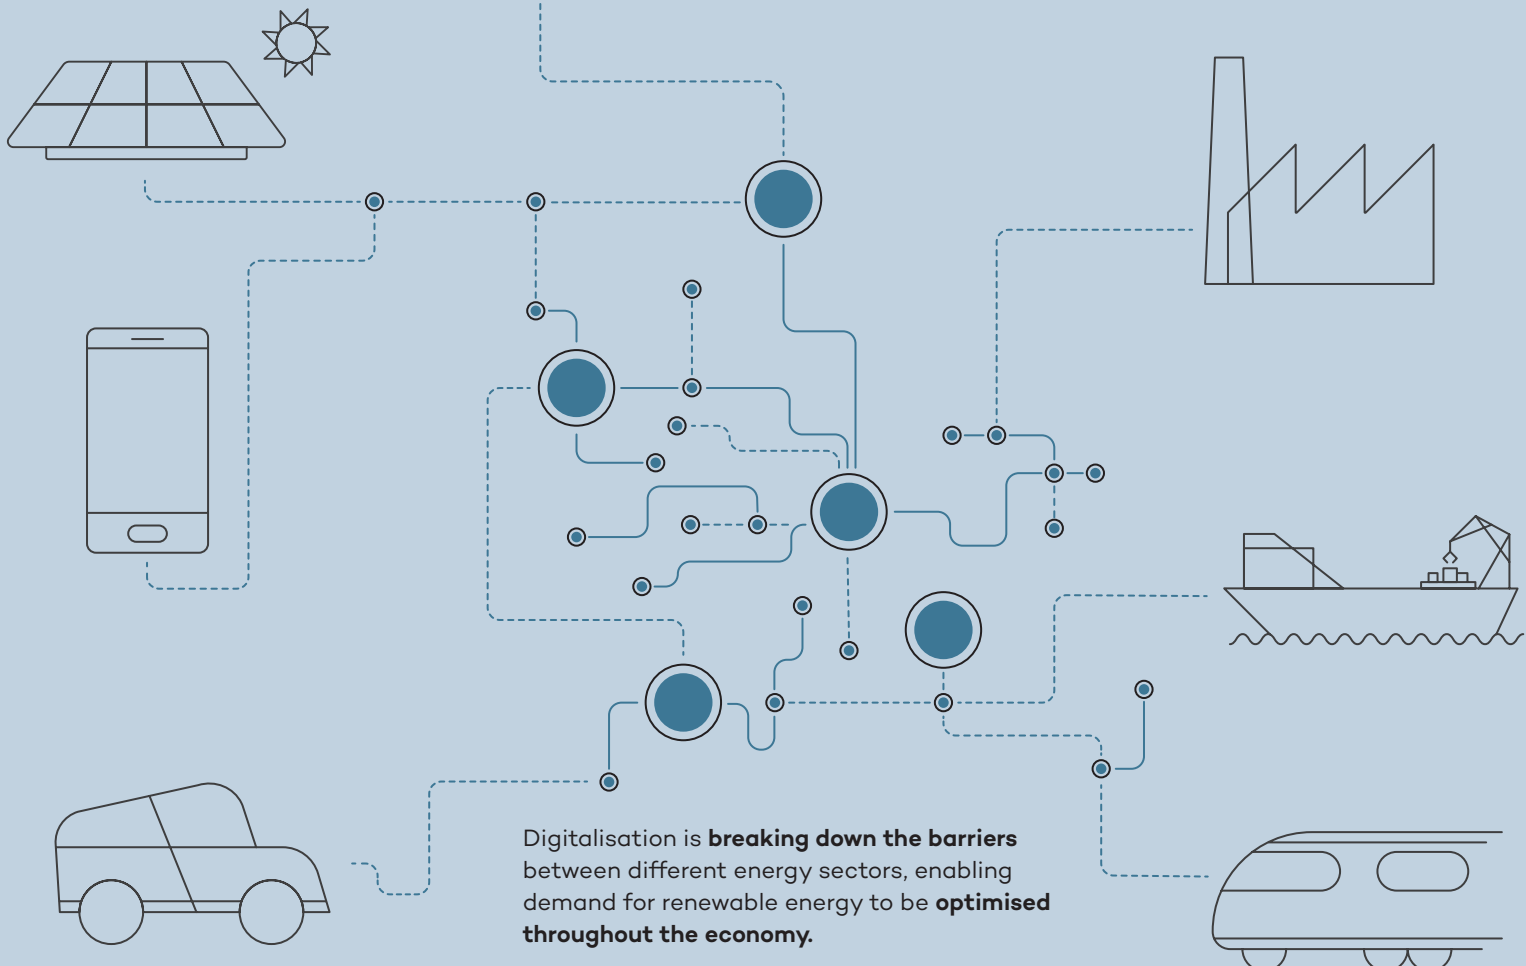 Digitalisation is breaking down the barriers
between different energy sectors, enabling
demand for renewable energy to be optimised
throughout the economy.